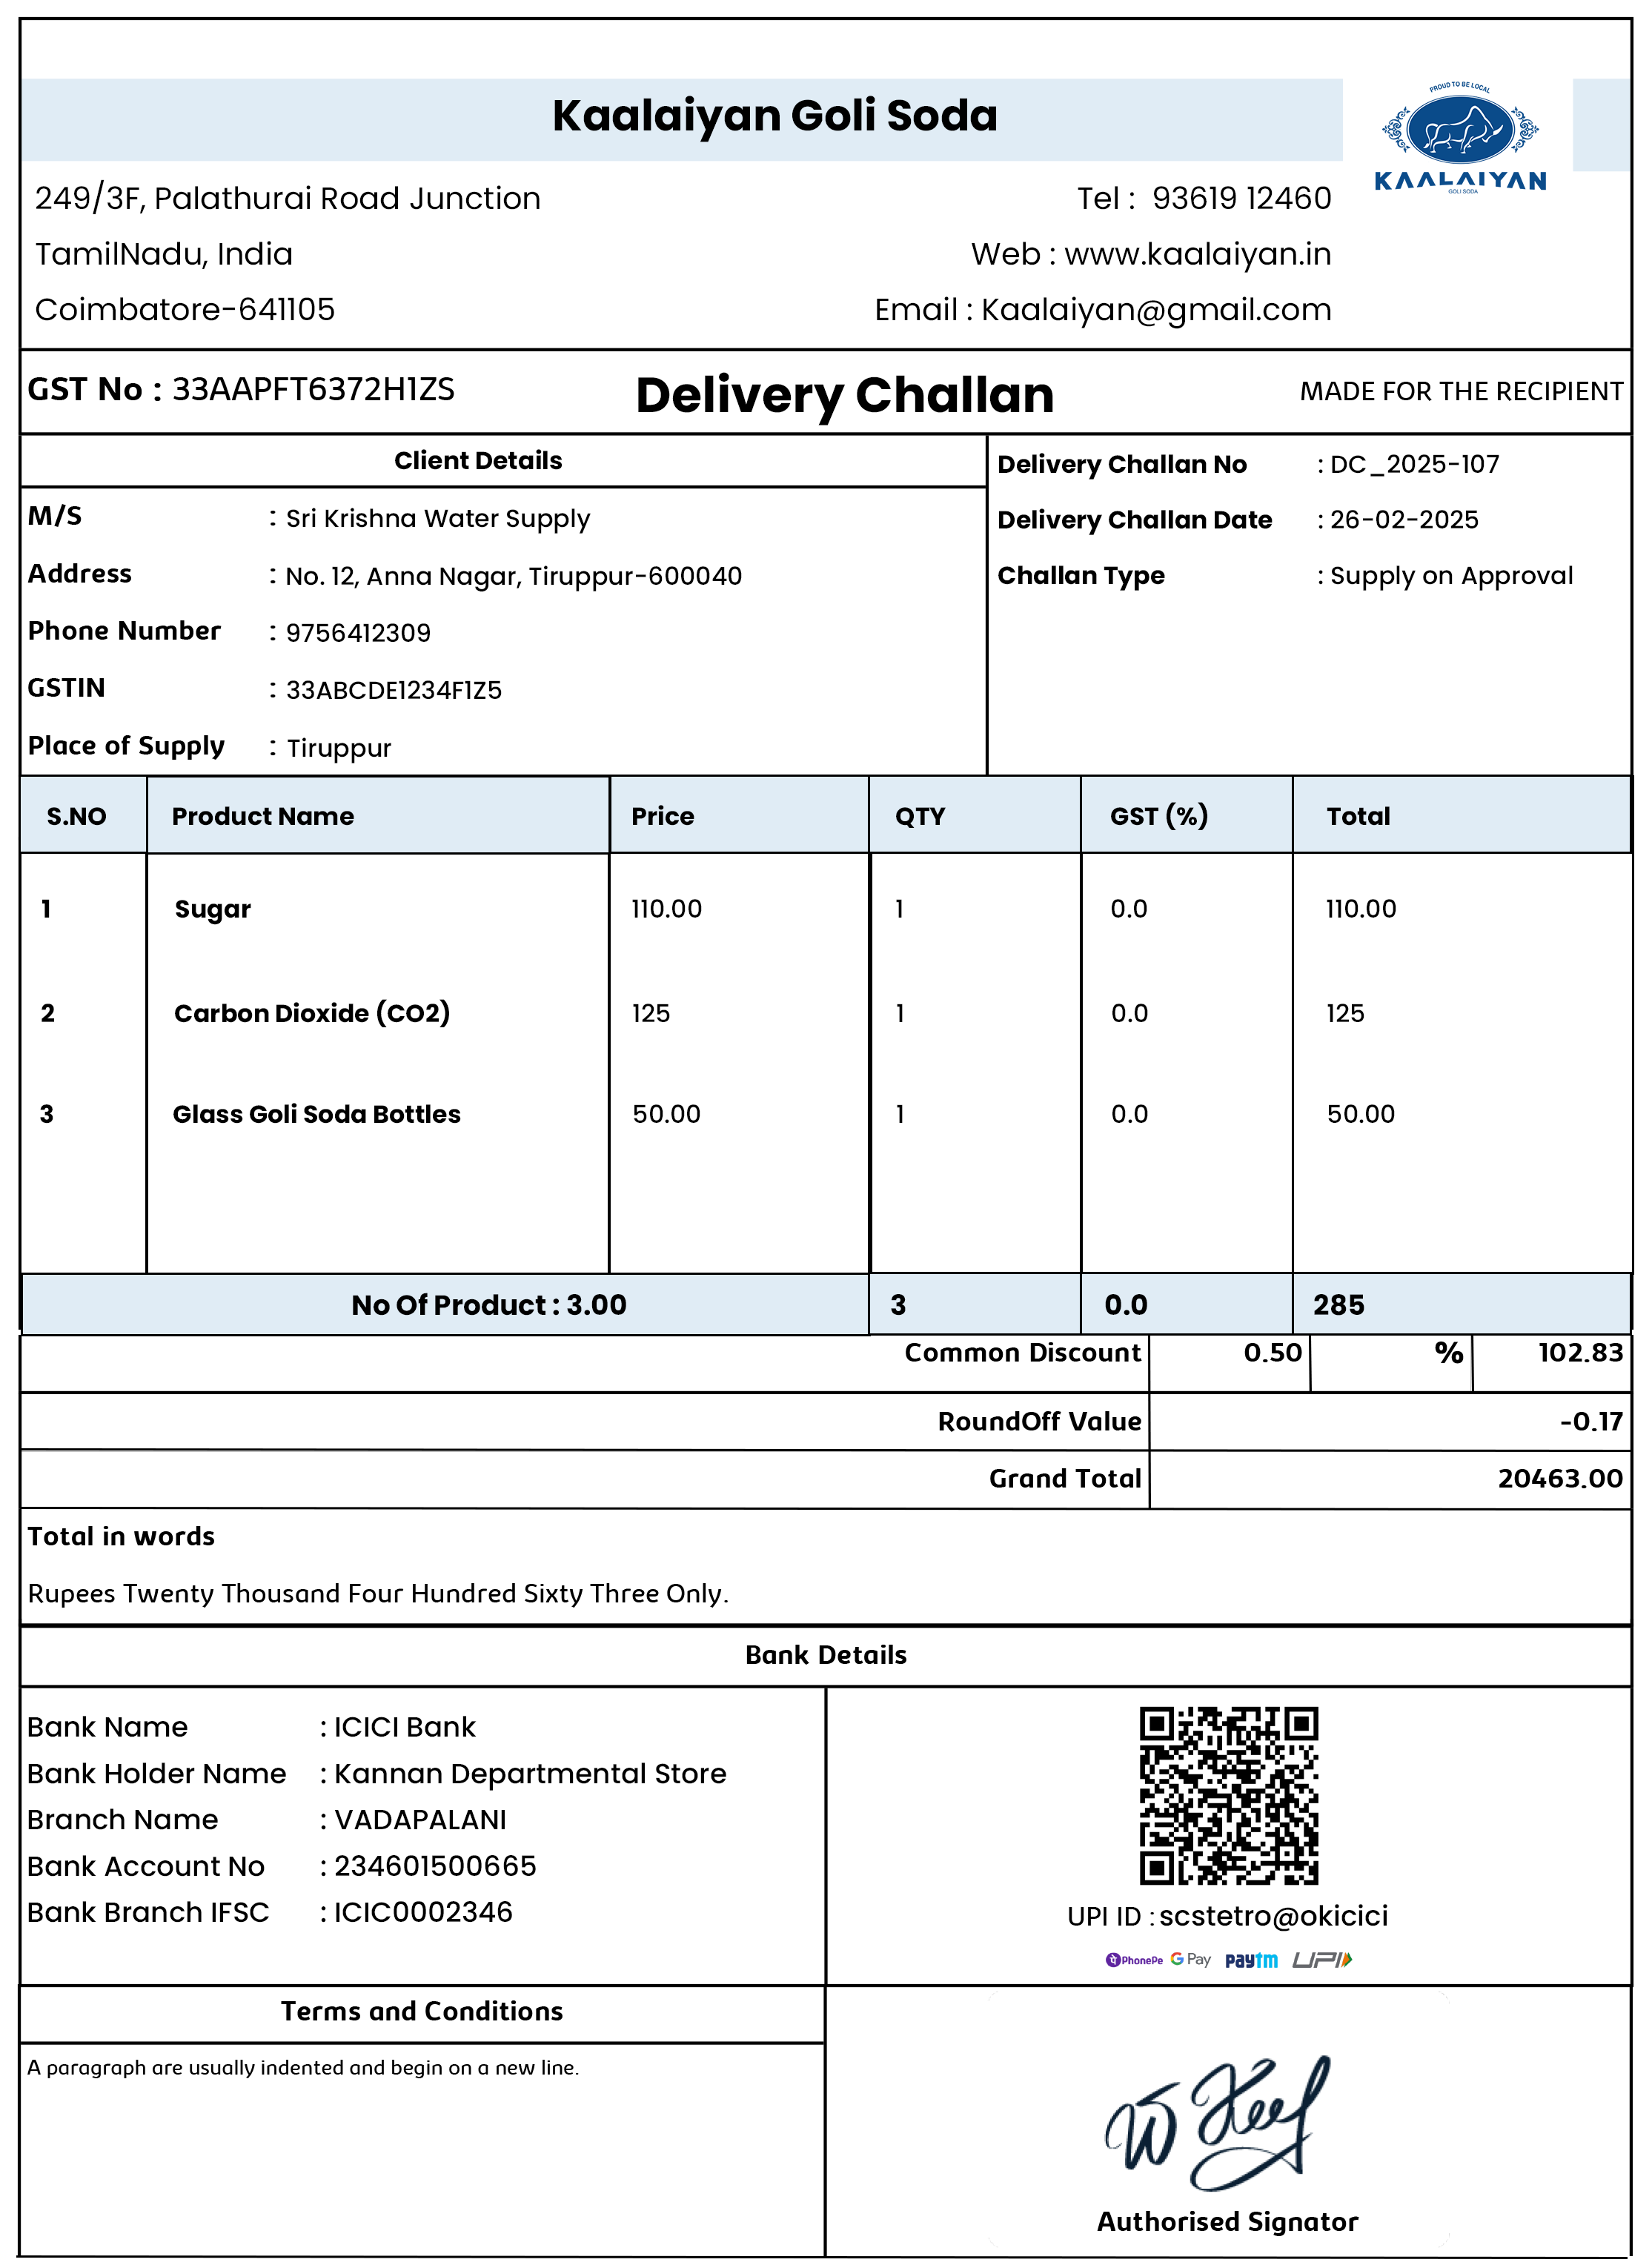 Kaalaiyan Goli Soda
PROUD TO BE LOCAL
KAALAIYAN
GOLI SODA
249/3F, Palathurai Road Junction
Tel : 93619 12460
TamilNadu, India
Web : www.kaalaiyan.in
Coimbatore-641105
Email : Kaalaiyan@gmail.com
GST No : 33AAPFT6372H1ZS
Delivery Challan
MADE FOR THE RECIPIENT
Client Details
M/S : Sri Krishna Water Supply
Address : No. 12, Anna Nagar, Tiruppur-600040
Phone Number : 9756412309
GSTIN : 33ABCDE1234F1Z5
Place of Supply : Tiruppur
Delivery Challan No : DC_2025-107
Delivery Challan Date : 26-02-2025
Challan Type : Supply on Approval
S.NO Product Name Price QTY GST (%) Total
1 Sugar 110.00 1 0.0 110.00
2 Carbon Dioxide (CO2) 125 1 0.0 125
3 Glass Goli Soda Bottles 50.00 1 0.0 50.00
No Of Product : 3.00 3 0.0 285
Common Discount 0.50 % 102.83
RoundOff Value -0.17
Grand Total 20463.00
Total in words
Rupees Twenty Thousand Four Hundred Sixty Three Only.
Bank Details
Bank Name : ICICI Bank
Bank Holder Name : Kannan Departmental Store
Branch Name : VADAPALANI
Bank Account No : 234601500665
Bank Branch IFSC : ICIC0002346
UPI ID : scstetro@okicici
PhonePe G Pay paytm UPI
Terms and Conditions
A paragraph are usually indented and begin on a new line.
Authorised Signator